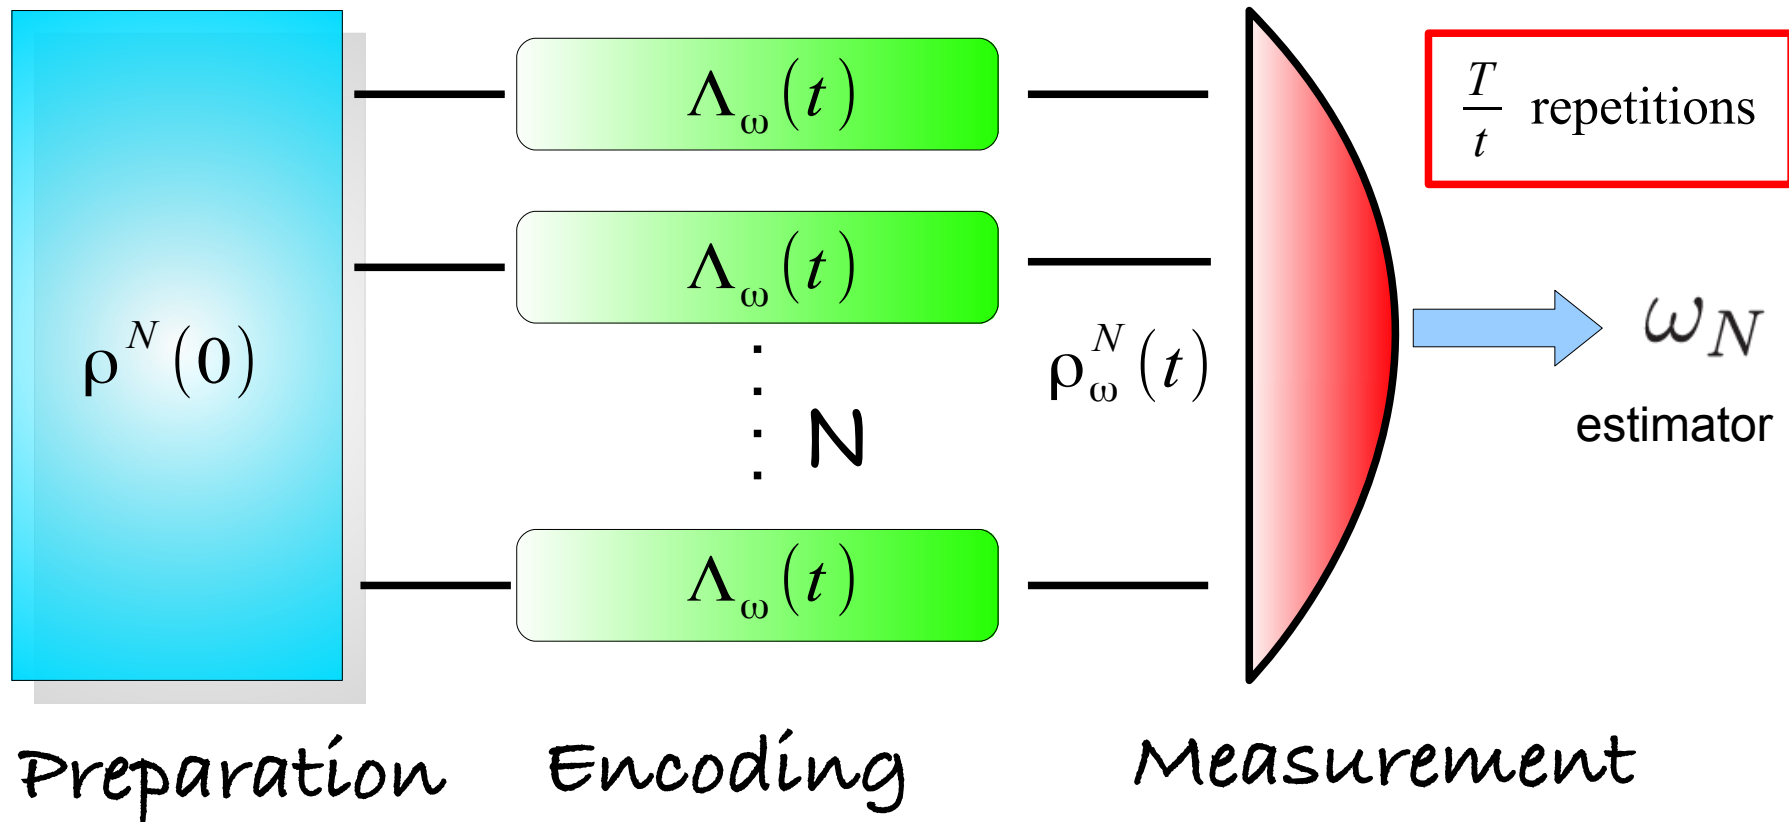 ρ^N(0)
Λ_ω(t)
Λ_ω(t)
N
Λ_ω(t)
ρ_ω^N(t)
T/t repetitions
ω_N
estimator
Preparation
Encoding
Measurement